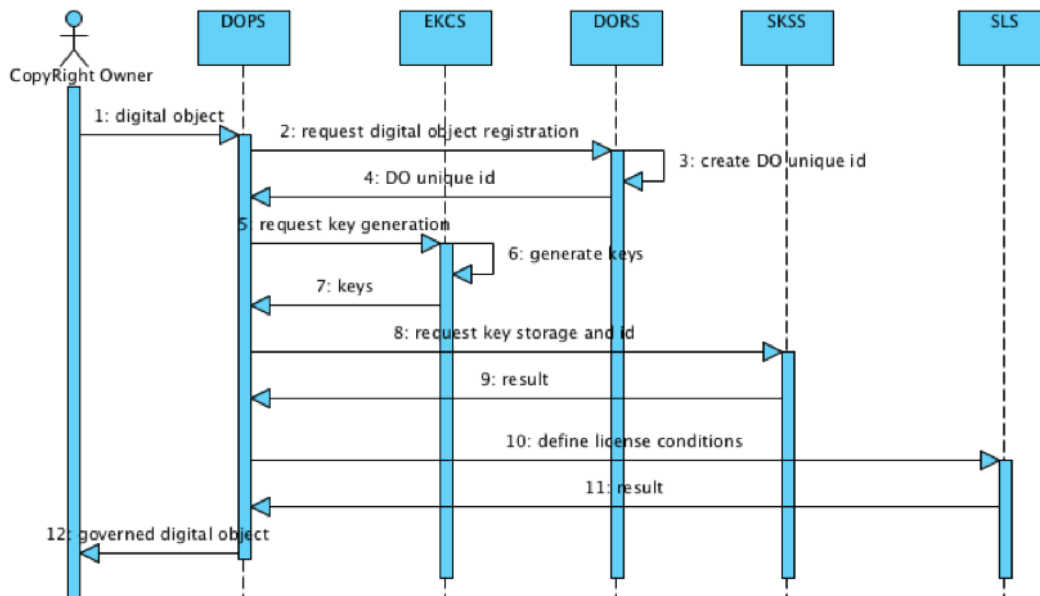 DOPS
EKCS
DORS
SKSS
SLS
CopyRight Owner
1: digital object
2: request digital object registration
3: create DO unique id
4: DO unique id
5: request key generation
6: generate keys
7: keys
8: request key storage and id
9: result
10: define license conditions
11: result
12: governed digital object